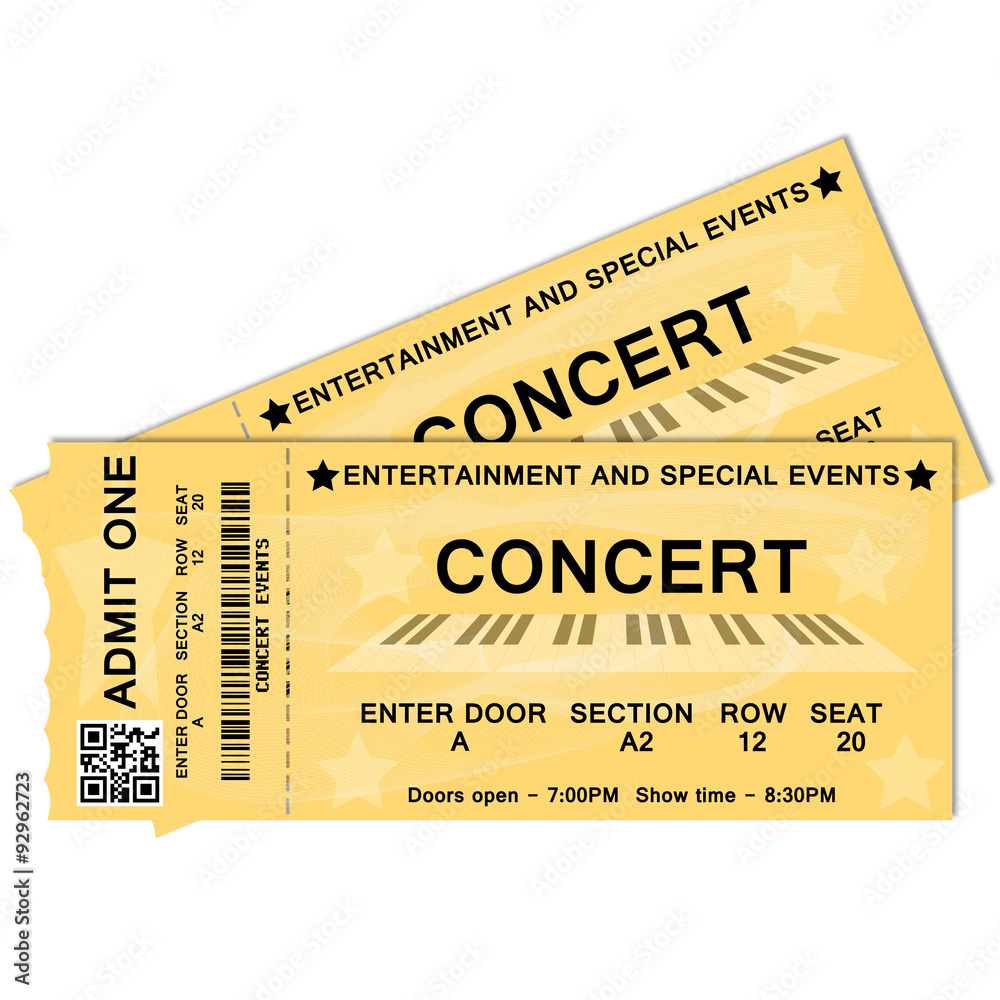 ★ENTERTAINMENT AND SPECIAL EVENTS★
CONCERT
SEAT
ADMIT ONE
ENTER DOOR SECTION ROW SEAT
A A2 12 20
CONCERT EVENTS
★ENTERTAINMENT AND SPECIAL EVENTS★
CONCERT
ENTER DOOR SECTION ROW SEAT
A A2 12 20
Doors open - 7:00PM Show time - 8:30PM
Adobe Stock | #92962723